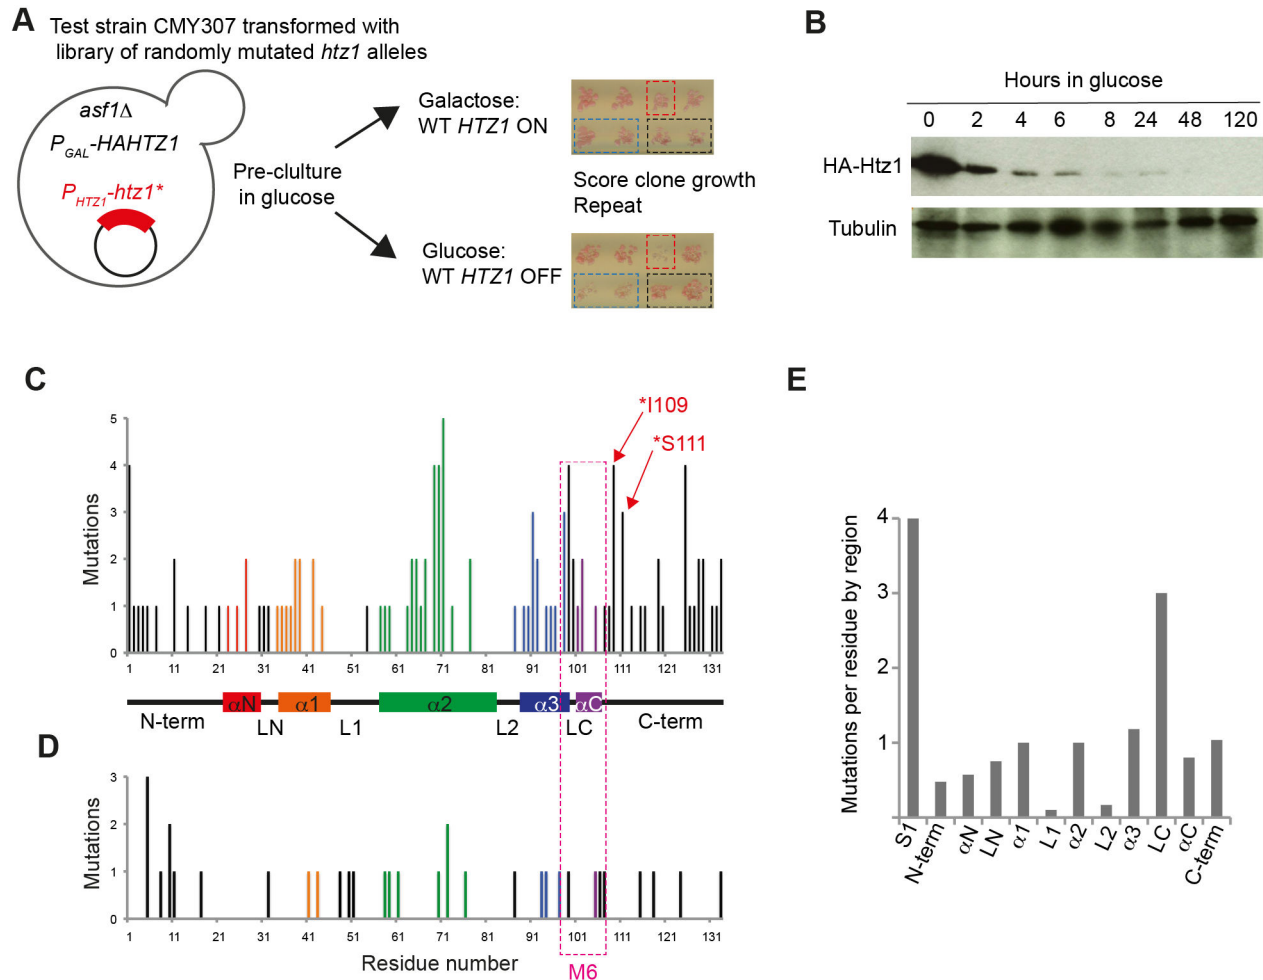 A
Test strain CMY307 transformed with
library of randomly mutated htz1 alleles
asf1Δ
PGAL-HAHTZ1
PHTZ1-htz1*
Pre-clulture
in glucose
Galactose:
WT HTZ1 ON
Score clone growth
Repeat
Glucose:
WT HTZ1 OFF
B
Hours in glucose
0 2 4 6 8 24 48 120
HA-Htz1
Tubulin
C
*I109
*S111
Mutations
5
4
3
2
1
0
1 11 21 31 41 51 61 71 81 91 101 111 121 131
αN α1 α2 α3 αC
N-term LN L1 L2 LC C-term
D
Mutations
3
2
1
0
1 11 21 31 41 51 61 71 81 91 101 111 121 131
Residue number
M6
E
Mutations per residue by region
4
3
2
1
S1 N-term αN LN α1 L1 α2 L2 α3 LC αC C-term